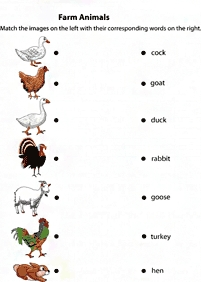 Farm Animals
Match the images on the left with their corresponding words on the right.
cock
goat
duck
rabbit
goose
turkey
hen